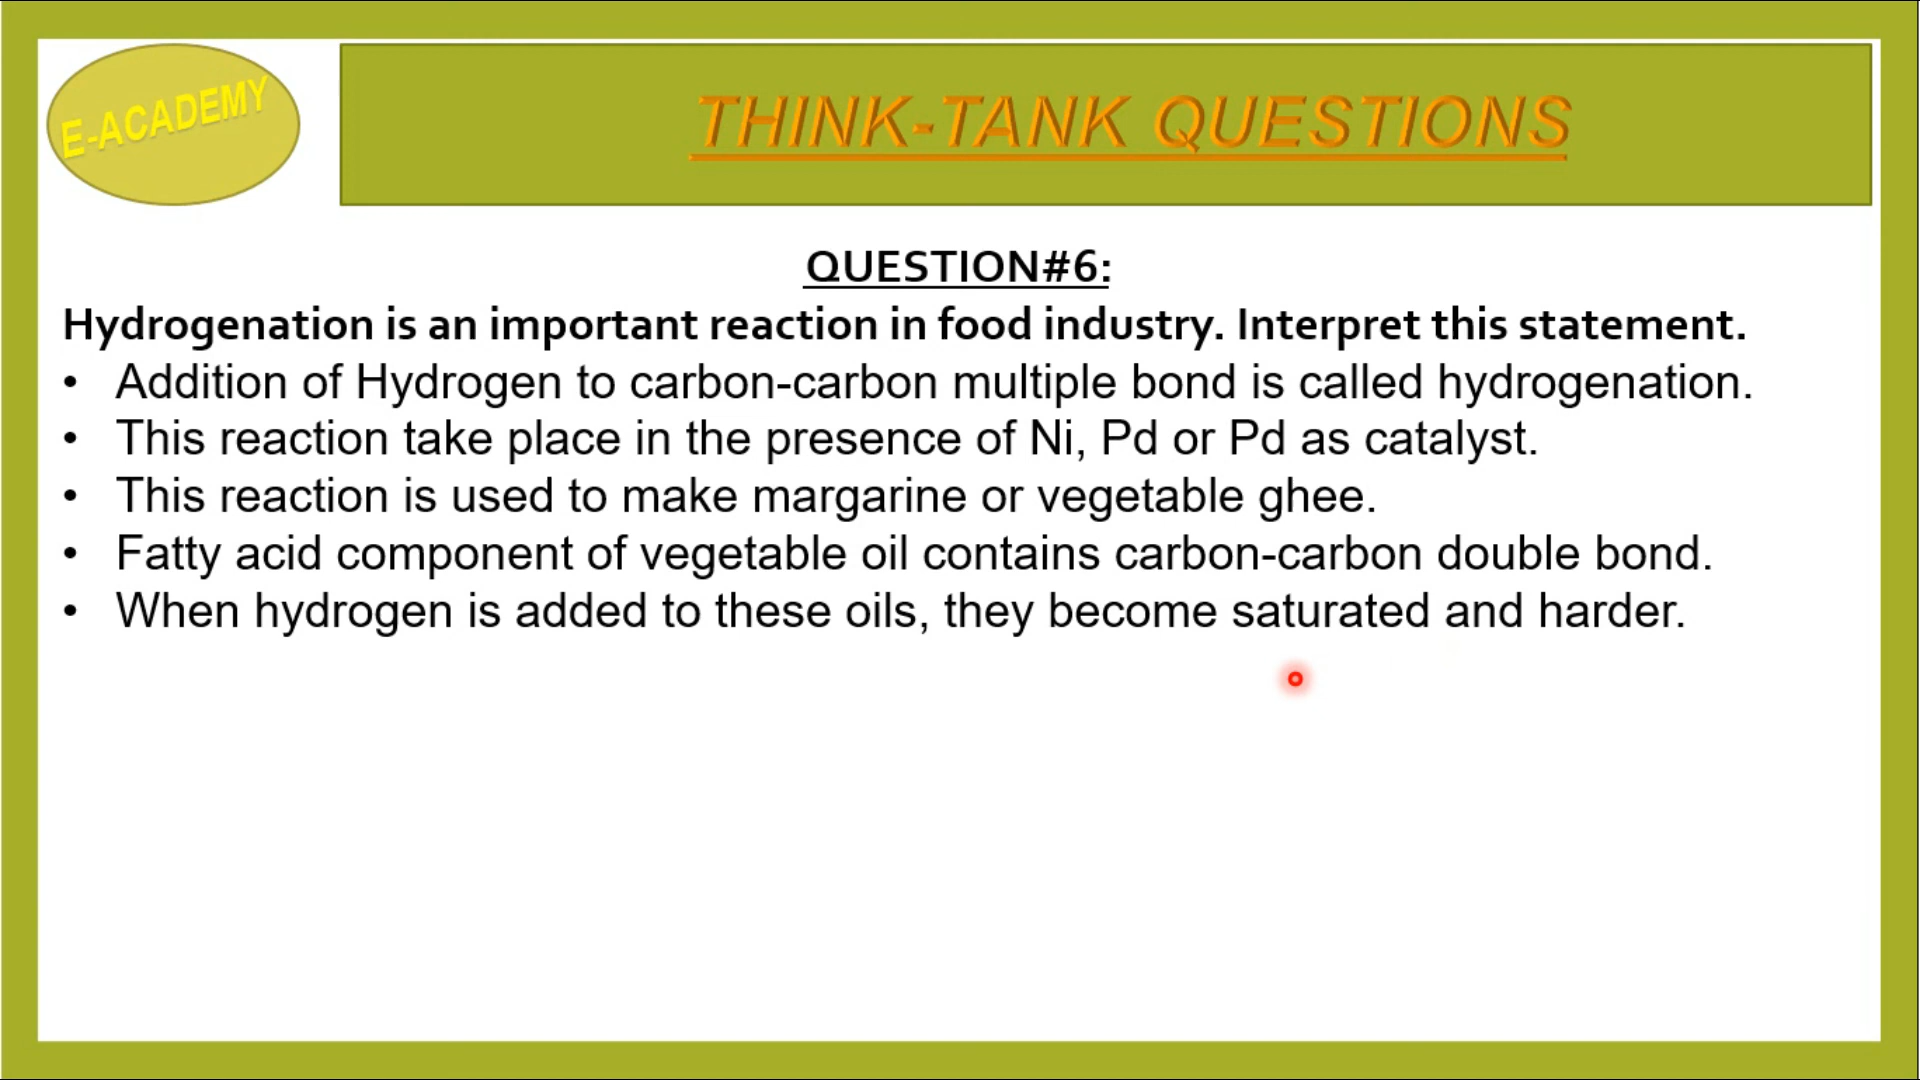 E-ACADEMY
THINK-TANK QUESTIONS
QUESTION#6:
Hydrogenation is an important reaction in food industry. Interpret this statement.
• Addition of Hydrogen to carbon-carbon multiple bond is called hydrogenation.
• This reaction take place in the presence of Ni, Pd or Pd as catalyst.
• This reaction is used to make margarine or vegetable ghee.
• Fatty acid component of vegetable oil contains carbon-carbon double bond.
• When hydrogen is added to these oils, they become saturated and harder.